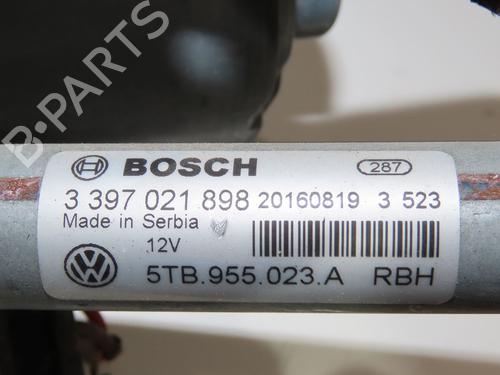 BOSCH 287
3 397 021 898 20160819 3 523
Made in Serbia
12V
5TB.955.023.A RBH
B-PARTS